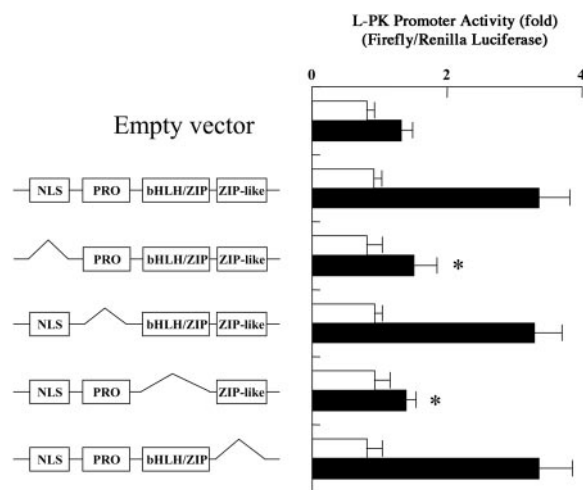 L-PK Promoter Activity (fold)
(Firefly/Renilla Luciferase)
0 2 4
Empty vector
NLS PRO bHLH/ZIP ZIP-like
PRO bHLH/ZIP ZIP-like
*
NLS bHLH/ZIP ZIP-like
NLS PRO ZIP-like
*
NLS PRO bHLH/ZIP